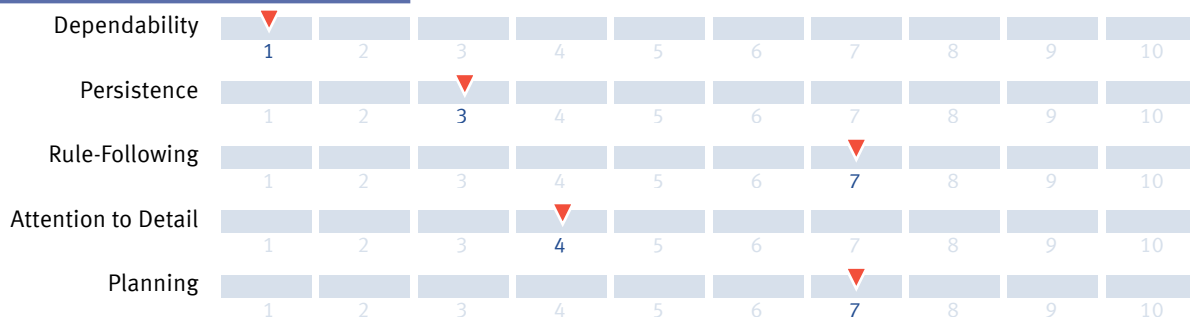 Dependability
1 2 3 4 5 6 7 8 9 10
Persistence
1 2 3 4 5 6 7 8 9 10
Rule-Following
1 2 3 4 5 6 7 8 9 10
Attention to Detail
1 2 3 4 5 6 7 8 9 10
Planning
1 2 3 4 5 6 7 8 9 10